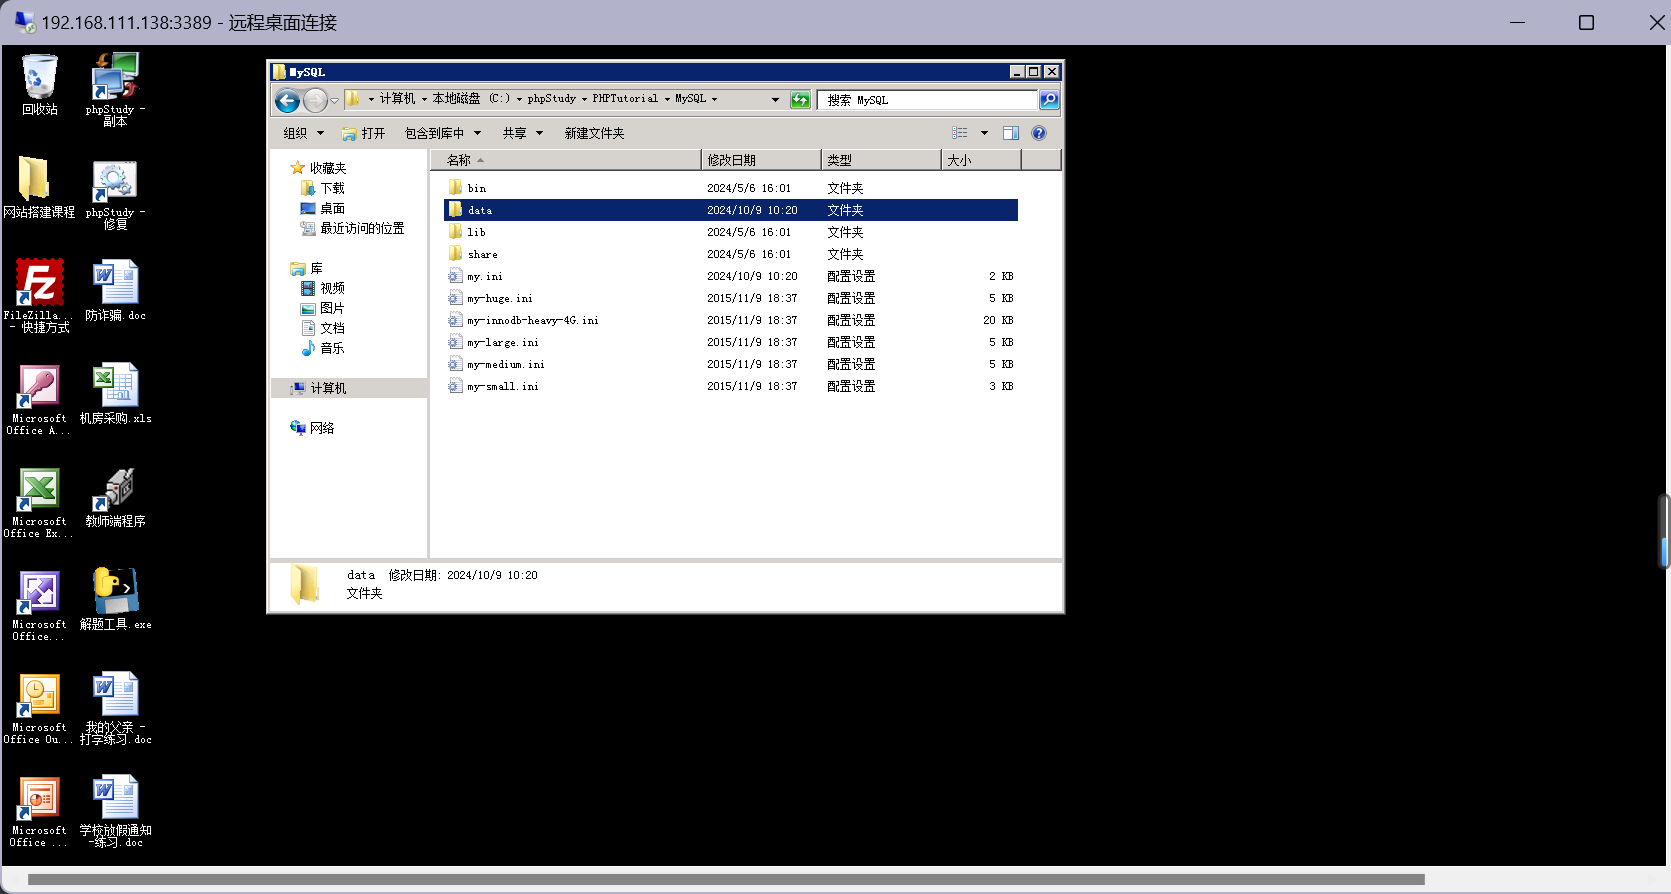 192.168.111.138:3389 - 远程桌面连接
回收站
phpStudy -
副本
网站搭建课程
phpStudy -
修复
FileZilla...
- 快捷方式
防诈骗.doc
Microsoft
Office A...
机房采购.xls
Microsoft
Office Ex...
教师端程序
Microsoft
Office...
解题工具.exe
Microsoft
Office Ou...
我的父亲 -
打字练习.doc
Microsoft
Office ...
学校放假通知
-练习.doc
MySQL
计算机 本地磁盘 (C:) phpStudy PHPTutorial MySQL
搜索 MySQL
组织 打开 包含到库中 共享 新建文件夹
收藏夹
下载
桌面
最近访问的位置
库
视频
图片
文档
音乐
计算机
网络
名称 修改日期 类型 大小
bin 2024/5/6 16:01 文件夹
data 2024/10/9 10:20 文件夹
lib 2024/5/6 16:01 文件夹
share 2024/5/6 16:01 文件夹
my.ini 2024/10/9 10:20 配置设置 2 KB
my-huge.ini 2015/11/9 18:37 配置设置 5 KB
my-innodb-heavy-4G.ini 2015/11/9 18:37 配置设置 20 KB
my-large.ini 2015/11/9 18:37 配置设置 5 KB
my-medium.ini 2015/11/9 18:37 配置设置 5 KB
my-small.ini 2015/11/9 18:37 配置设置 3 KB
data 修改日期: 2024/10/9 10:20
文件夹